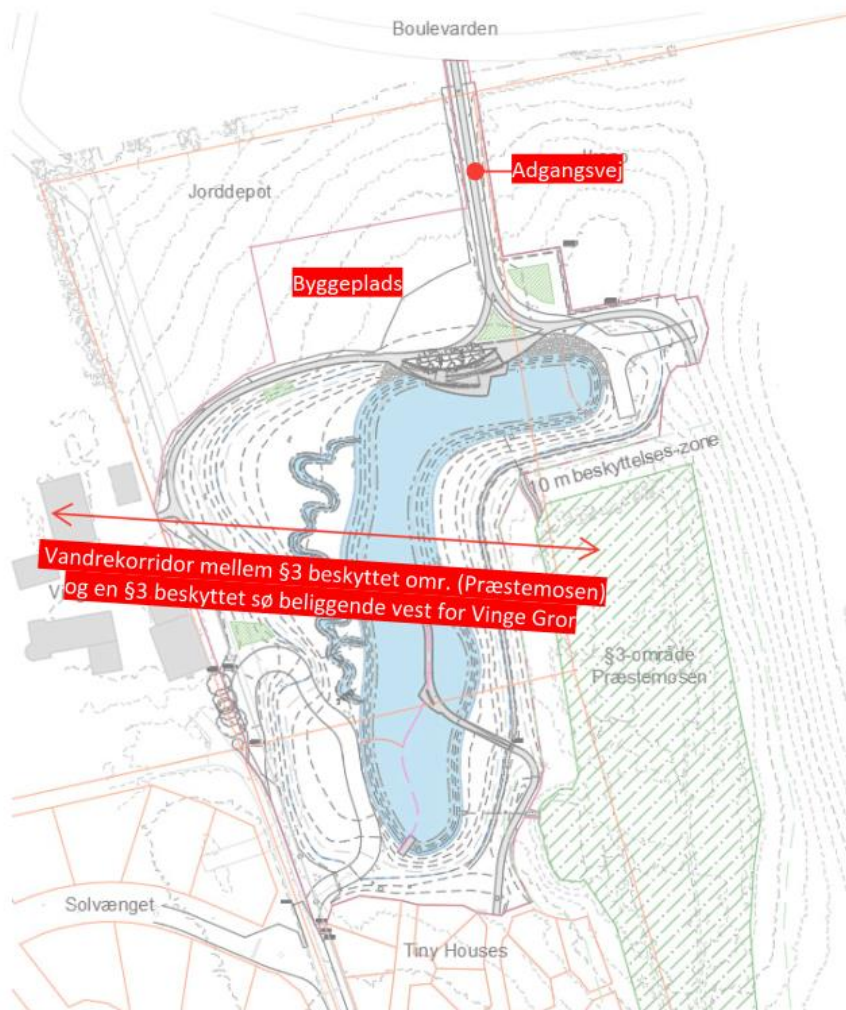 Boulevarden
Adgangsvej
Jorddepot
Byggeplads
10 m beskyttelses-zone
Vandrekorridor mellem §3 beskyttet omr. (Præstemosen)
og en §3 beskyttet sø beliggende vest for Vinge Gror
§3-område
Præstemosen
Solvænget
Tiny Houses